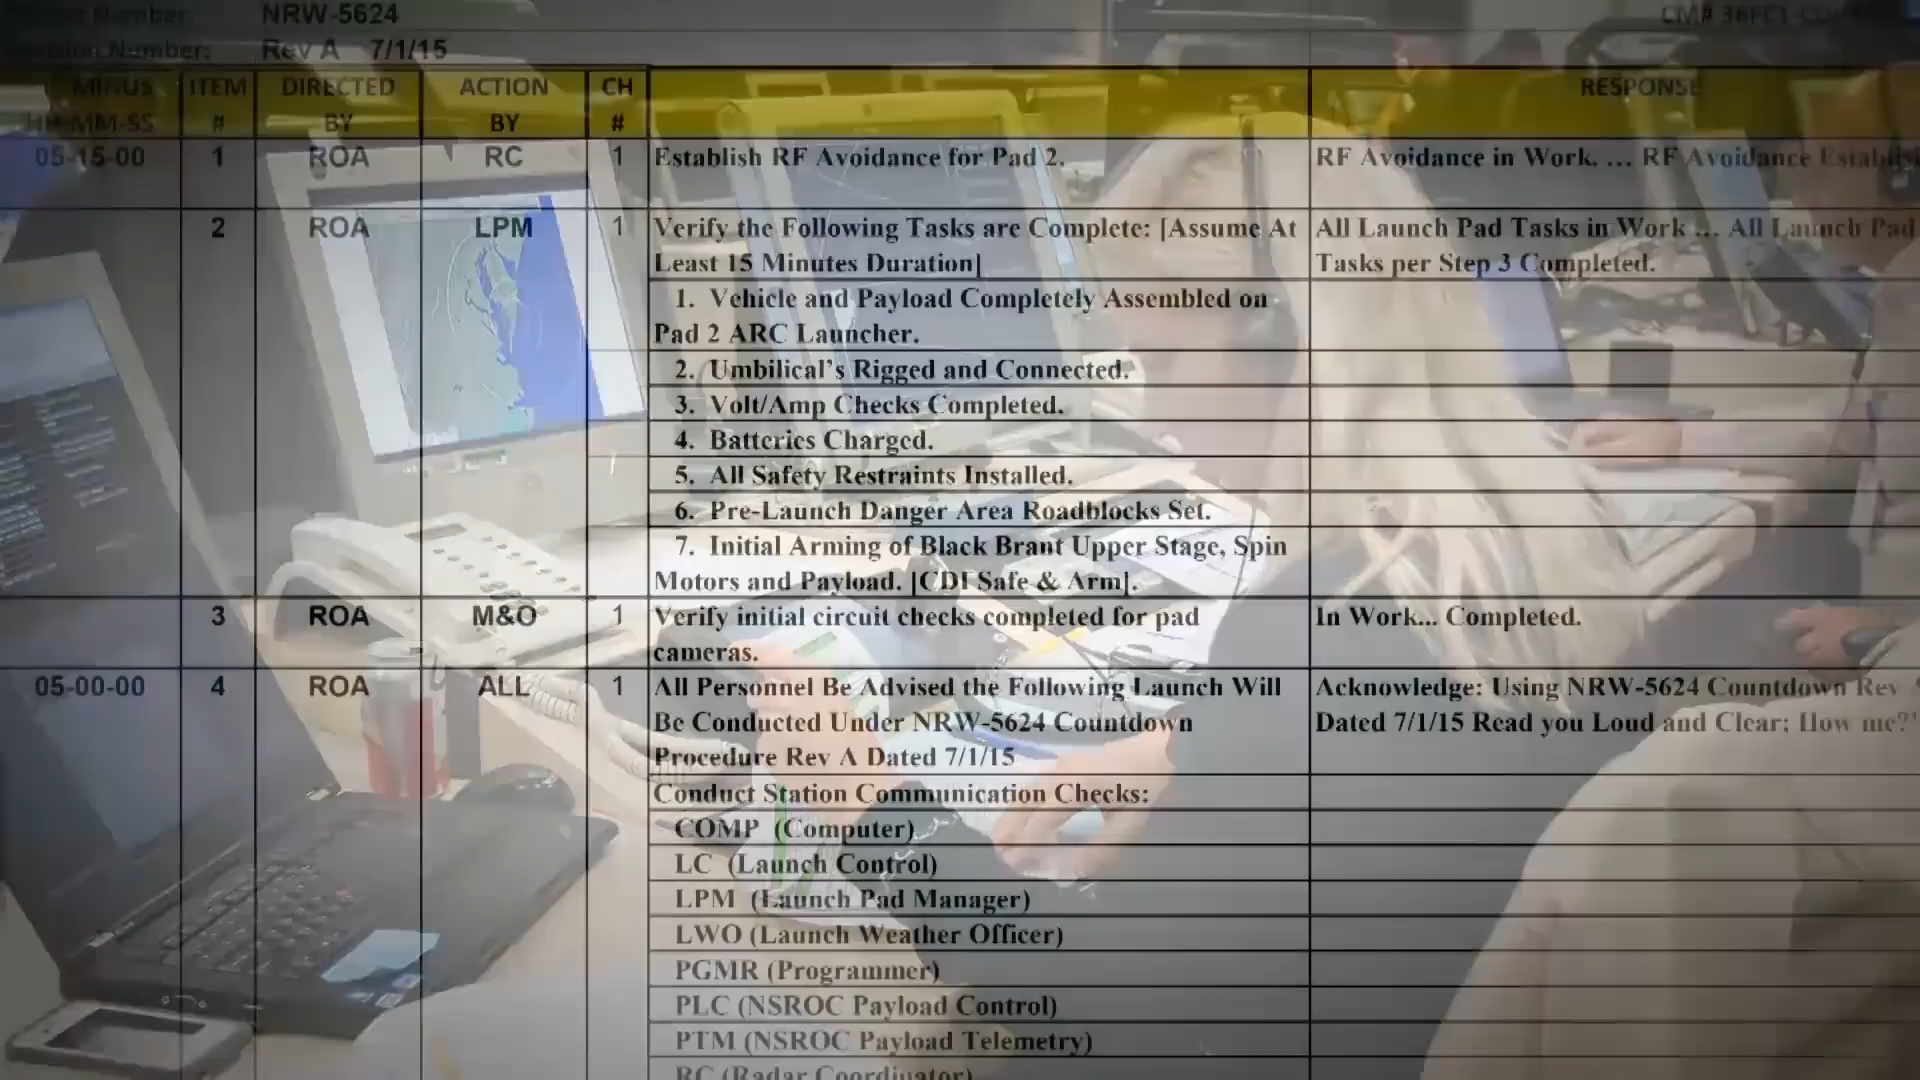 Number: NRW-5624
Number: Rev A 7/1/15
MINUS ITEM DIRECTED ACTION CH RESPONSE
HH-MM-SS # BY BY #
05-15-00 1 ROA RC 1 Establish RF Avoidance for Pad 2. RF Avoidance in Work. ... RF Avoidance
2 ROA LPM 1 Verify the Following Tasks are Complete: [Assume At All Launch Pad Tasks in Work ... All Launch Pad
Least 15 Minutes Duration] Tasks per Step 3 Completed.
1. Vehicle and Payload Completely Assembled on
Pad 2 ARC Launcher.
2. Umbilical's Rigged and Connected.
3. Volt/Amp Checks Completed.
4. Batteries Charged.
5. All Safety Restraints Installed.
6. Pre-Launch Danger Area Roadblocks Set.
7. Initial Arming of Black Brant Upper Stage, Spin
Motors and Payload. [CDI Safe & Arm].
3 ROA M&O 1 Verify initial circuit checks completed for pad In Work... Completed.
cameras.
05-00-00 4 ROA ALL 1 All Personnel Be Advised the Following Launch Will Acknowledge: Using NRW-5624 Countdown Rev
Be Conducted Under NRW-5624 Countdown Dated 7/1/15 Read you Loud and Clear; How me?"
Procedure Rev A Dated 7/1/15
Conduct Station Communication Checks:
COMP (Computer)
LC (Launch Control)
LPM (Launch Pad Manager)
LWO (Launch Weather Officer)
PGMR (Programmer)
PLC (NSROC Payload Control)
PTM (NSROC Payload Telemetry)
RC (Radar Coordinator)